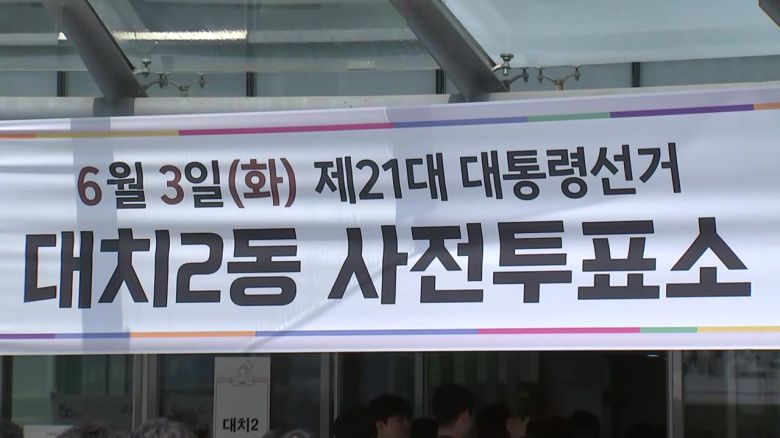 6월 3일(화) 제21대 대통령선거
대치2동 사전투표소
대치2